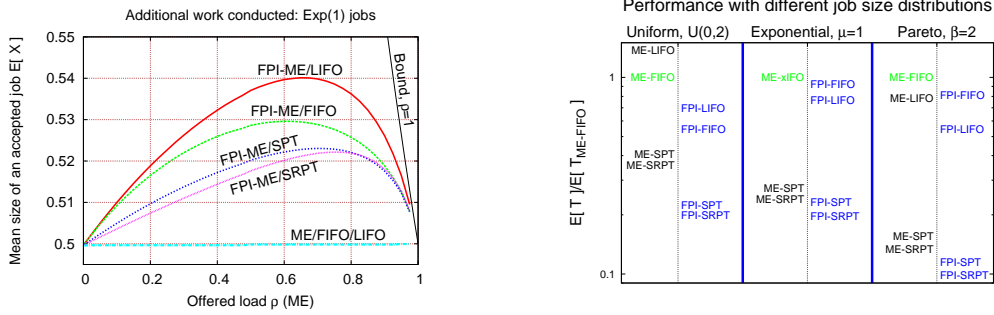 Additional work conducted: Exp(1) jobs
Mean size of an accepted job E[ X ]
0.55
0.54
0.53
0.52
0.51
0.5
FPI-ME/LIFO
FPI-ME/FIFO
FPI-ME/SPT
FPI-ME/SRPT
ME/FIFO/LIFO
Bound, ρ=1
0
0.2
0.4
0.6
0.8
1
Offered load ρ (ME)
Performance with different job size distributions
Uniform, U(0,2)
Exponential, μ=1
Pareto, β=2
E[ T ]/E[ T_ME-FIFO ]
1
0.1
ME-LIFO
ME-FIFO
FPI-LIFO
FPI-FIFO
ME-SPT
ME-SRPT
FPI-SPT
FPI-SRPT
ME-xIFO
FPI-FIFO
FPI-LIFO
ME-SPT
ME-SRPT
FPI-SPT
FPI-SRPT
ME-FIFO
FPI-FIFO
ME-LIFO
FPI-LIFO
ME-SPT
ME-SRPT
FPI-SPT
FPI-SRPT